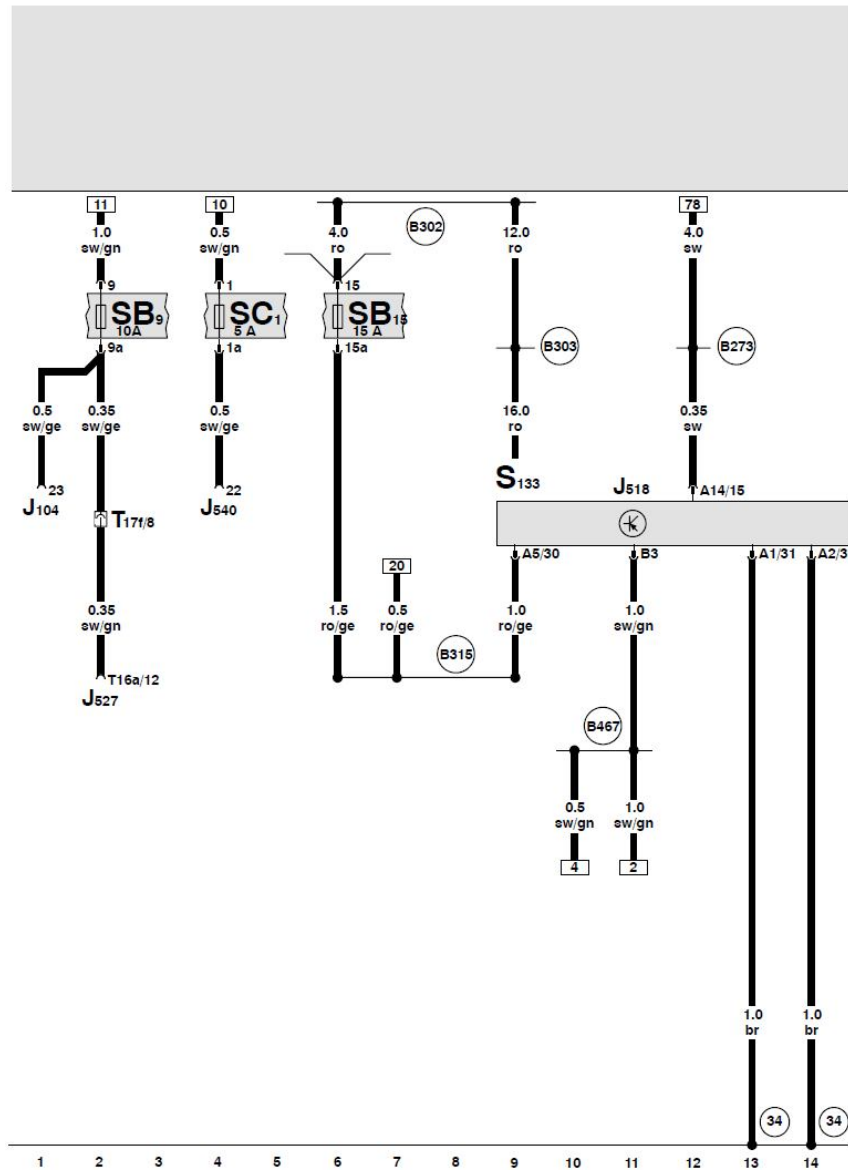 11 10 78
1.0 0.5 4.0 B302 12.0 4.0
sw/gn sw/gn ro ro sw
9 1 15
SB9 SC1 SB15
10A 5 A 15 A
9a 1a 15a B303 B273
0.5 0.35 0.5 16.0 0.35
sw/ge sw/ge sw/ge ro sw
23 22 S133 J518 A14/15
J104 J540
T17f/8
A5/30 B3 A1/31 A2/3
20
0.35 1.5 0.5 1.0 1.0
sw/gn ro/ge ro/ge ro/ge sw/gn
B315
T16a/12
J527
B467
0.5 1.0
sw/gn sw/gn
4 2
1.0 1.0
br br
34 34
1 2 3 4 5 6 7 8 9 10 11 12 13 14